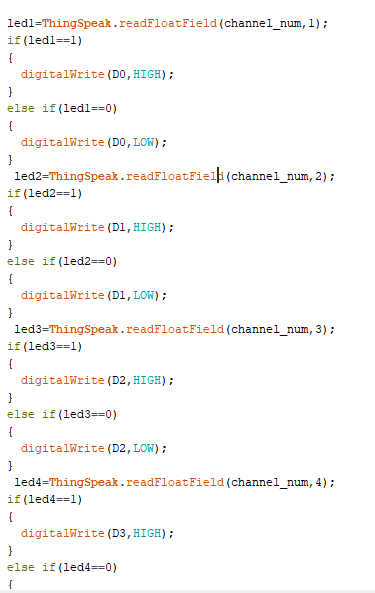 led1=ThingSpeak.readFloatField(channel_num,1);
if(led1==1)
{
digitalWrite(D0,HIGH);
}
else if(led1==0)
{
digitalWrite(D0,LOW);
}
led2=ThingSpeak.readFloatField(channel_num,2);
if(led2==1)
{
digitalWrite(D1,HIGH);
}
else if(led2==0)
{
digitalWrite(D1,LOW);
}
led3=ThingSpeak.readFloatField(channel_num,3);
if(led3==1)
{
digitalWrite(D2,HIGH);
}
else if(led3==0)
{
digitalWrite(D2,LOW);
}
led4=ThingSpeak.readFloatField(channel_num,4);
if(led4==1)
{
digitalWrite(D3,HIGH);
}
else if(led4==0)
{